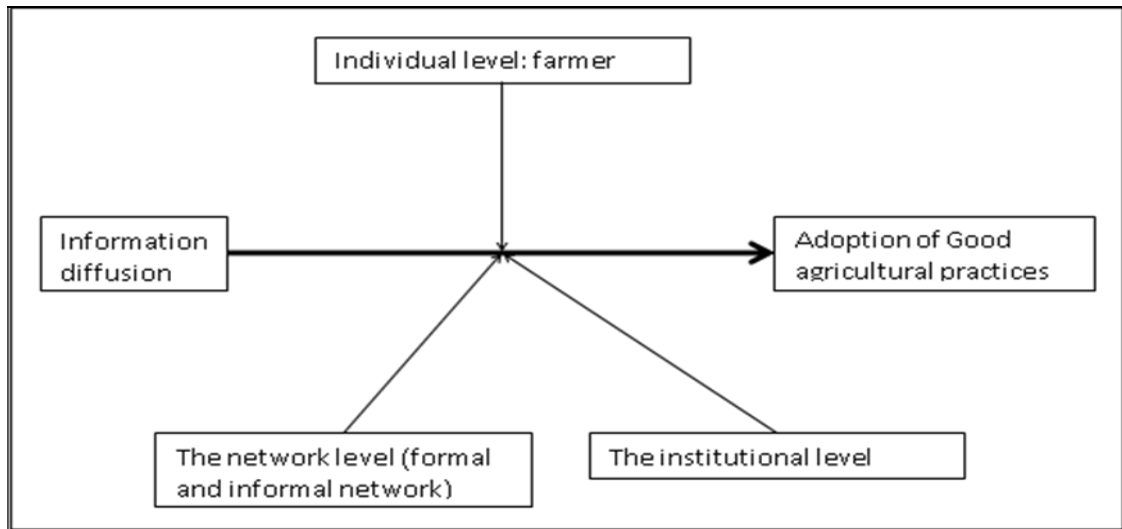 Individual level: farmer
Information
diffusion
Adoption of Good
agricultural practices
The network level (formal
and informal network)
The institutional level